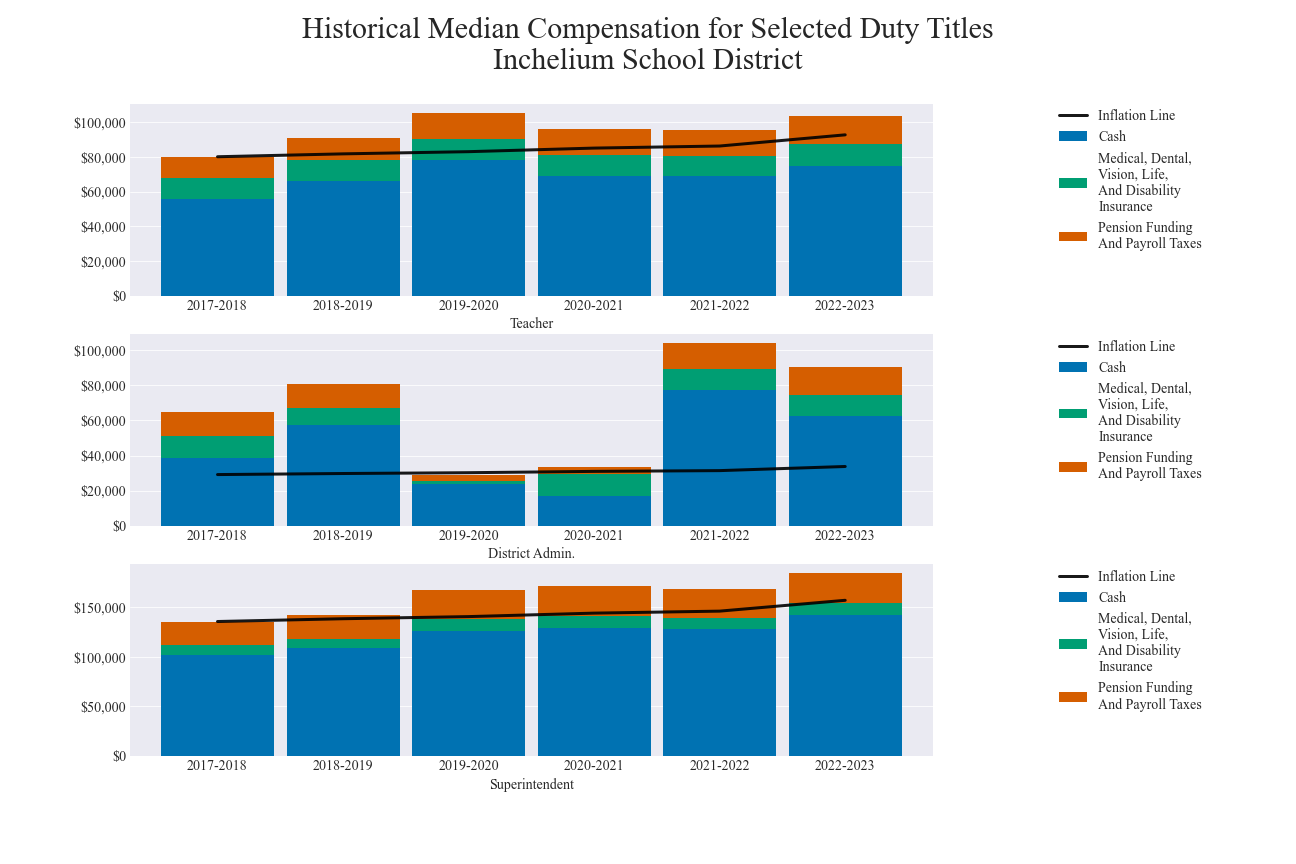 Historical Median Compensation for Selected Duty Titles
Inchelium School District
$100,000
$80,000
$60,000
$40,000
$20,000
$0
2017-2018 2018-2019 2019-2020 2020-2021 2021-2022 2022-2023
Teacher
Inflation Line
Cash
Medical, Dental,
Vision, Life,
And Disability
Insurance
Pension Funding
And Payroll Taxes
$100,000
$80,000
$60,000
$40,000
$20,000
$0
2017-2018 2018-2019 2019-2020 2020-2021 2021-2022 2022-2023
District Admin.
Inflation Line
Cash
Medical, Dental,
Vision, Life,
And Disability
Insurance
Pension Funding
And Payroll Taxes
$150,000
$100,000
$50,000
$0
2017-2018 2018-2019 2019-2020 2020-2021 2021-2022 2022-2023
Superintendent
Inflation Line
Cash
Medical, Dental,
Vision, Life,
And Disability
Insurance
Pension Funding
And Payroll Taxes